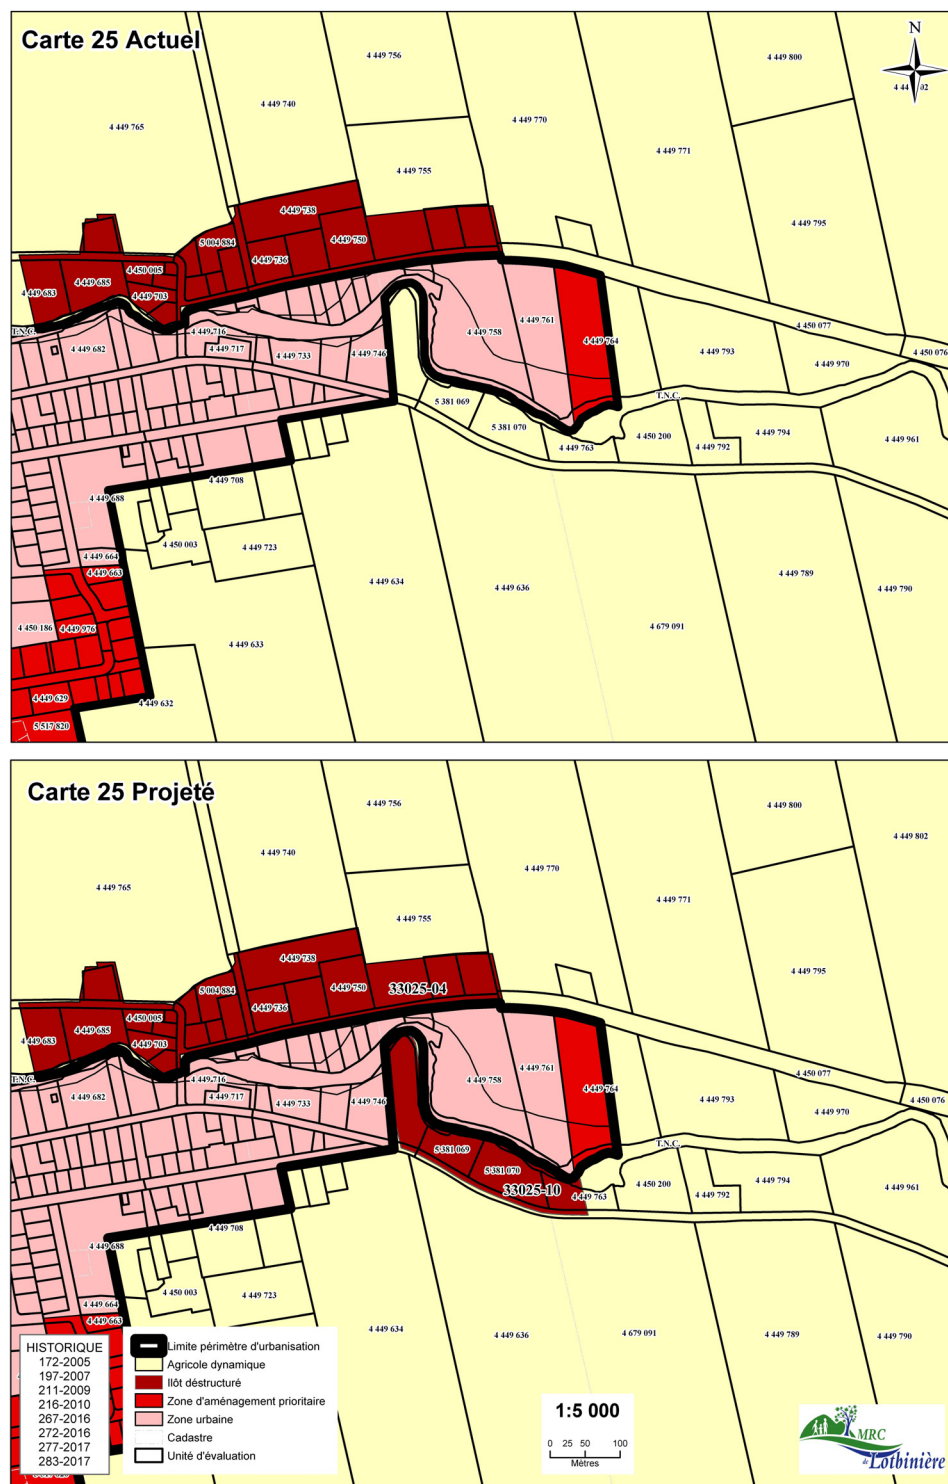 Carte 25 Actuel
N
4 449 756
4 449 800
4 449 740
4 449 765
4 449 770
4 449 771
4 449 755
4 449 795
4 449 738
5 004 884
4 449 750
4 449 736
4 450 005
4 449 685
4 449 683
4 449 703
T.N.C.
4 449 716
4 449 682
4 449 717
4 449 733
4 449 746
4 449 758
4 449 761
4 449 764
4 450 077
4 450 076
4 449 793
4 449 970
T.N.C.
5 381 069
5 381 070
4 449 763
4 450 200
4 449 792
4 449 794
4 449 961
4 449 708
4 449 688
4 450 003
4 449 723
4 449 664
4 449 663
4 449 634
4 449 636
4 449 789
4 449 790
4 450 186
4 449 976
4 679 091
4 449 633
4 449 629
4 449 632
5 517 820
Carte 25 Projeté
4 449 756
4 449 800
4 449 802
4 449 740
4 449 765
4 449 770
4 449 771
4 449 755
4 449 795
4 449 738
5 004 884
4 449 750
33025-04
4 449 736
4 450 005
4 449 685
4 449 683
4 449 703
T.N.C.
4 449 716
4 449 682
4 449 717
4 449 733
4 449 746
4 449 758
4 449 761
4 449 764
4 450 077
4 450 076
4 449 793
4 449 970
T.N.C.
5 381 069
5 381 070
33025-10
4 449 763
4 450 200
4 449 792
4 449 794
4 449 961
4 449 708
4 449 688
4 450 003
4 449 723
4 449 664
4 449 663
4 449 634
4 449 636
4 679 091
4 449 789
4 449 790
HISTORIQUE
172-2005
197-2007
211-2009
216-2010
267-2016
272-2016
277-2017
283-2017
Limite périmètre d'urbanisation
Agricole dynamique
Ilôt déstructuré
Zone d'aménagement prioritaire
Zone urbaine
Cadastre
Unité d'évaluation
1:5 000
0 25 50 100
Mètres
MRC
de Lotbinière